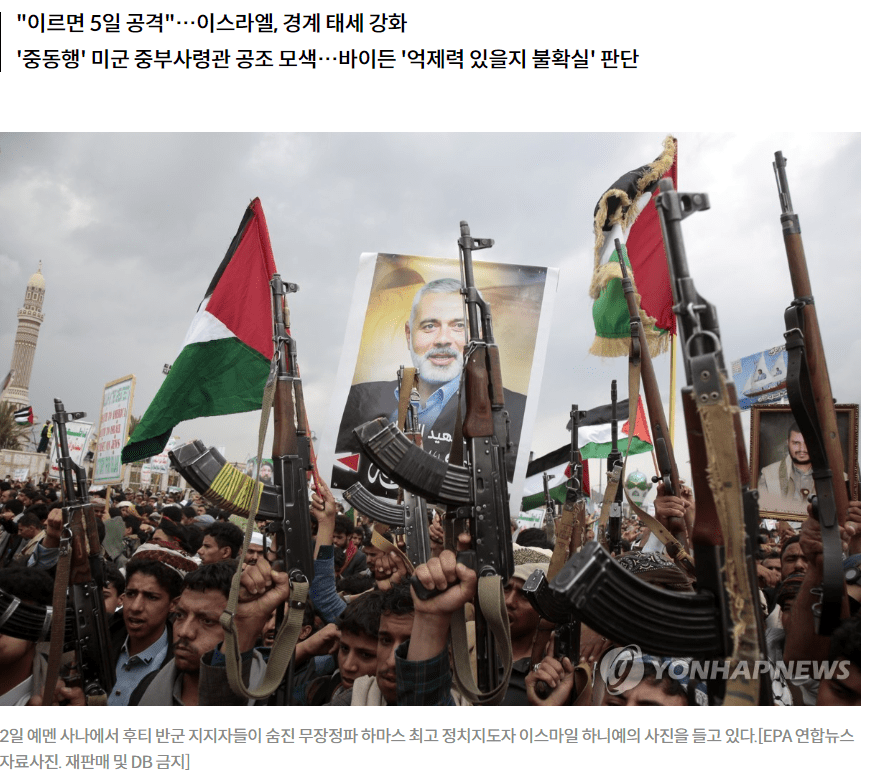 "이르면 5일 공격"…이스라엘, 경계 태세 강화
'중동행' 미군 중부사령관 공조 모색…바이든 '억제력 있을지 불확실' 판단
YONHAPNEWS
2일 예멘 사나에서 후티 반군 지지자들이 숨진 무장정파 하마스 최고 정치지도자 이스마일 하니예의 사진을 들고 있다.[EPA 연합뉴스
자료사진. 재판매 및 DB 금지]